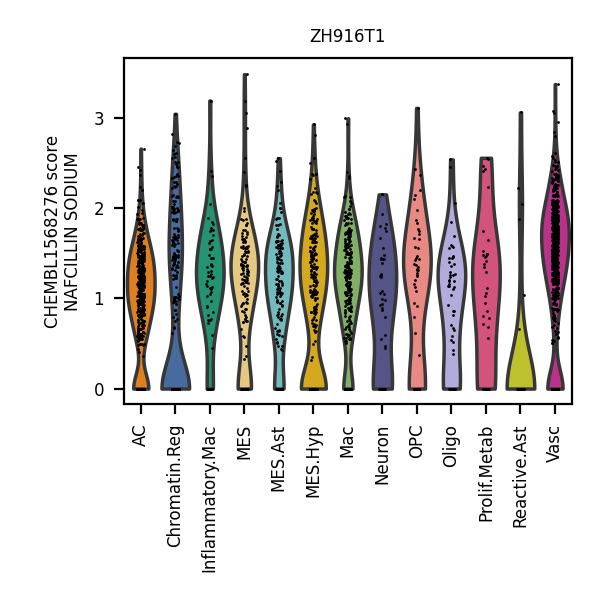 ZH916T1
CHEMBL1568276 score
NAFCILLIN SODIUM
3
2
1
0
AC
Chromatin.Reg
Inflammatory.Mac
MES
MES.Ast
MES.Hyp
Mac
Neuron
OPC
Oligo
Prolif.Metab
Reactive.Ast
Vasc